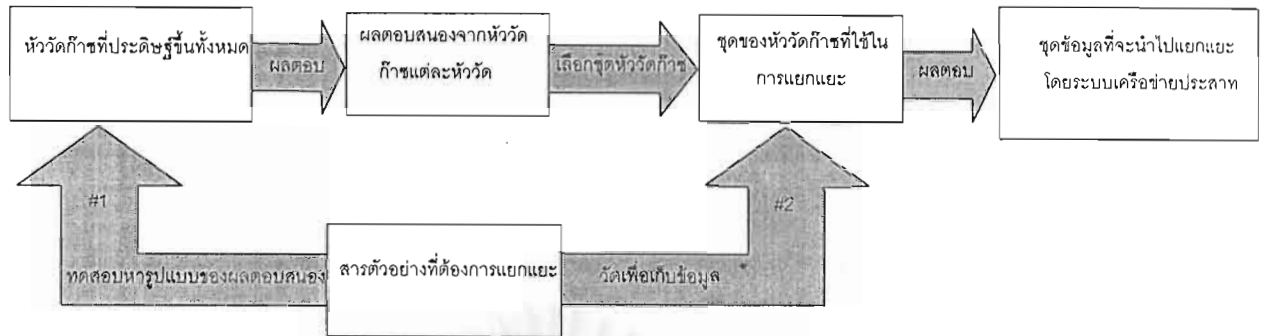 หัววัดก๊าซที่ประดิษฐ์ขึ้นทั้งหมด
ผลตอบ
ผลตอบสนองจากหัววัด
ก๊าซแต่ละหัววัด
เลือกชุดหัววัดก๊าซ
ชุดของหัววัดก๊าซที่ใช้ใน
การแยกแยะ
ผลตอบ
ชุดข้อมูลที่จะนำไปแยกแยะ
โดยระบบเครือข่ายประสาท
#1
#2
ทดสอบหารูปแบบของผลตอบสนอง
สารตัวอย่างที่ต้องการแยกแยะ
วัดเพื่อเก็บข้อมูล